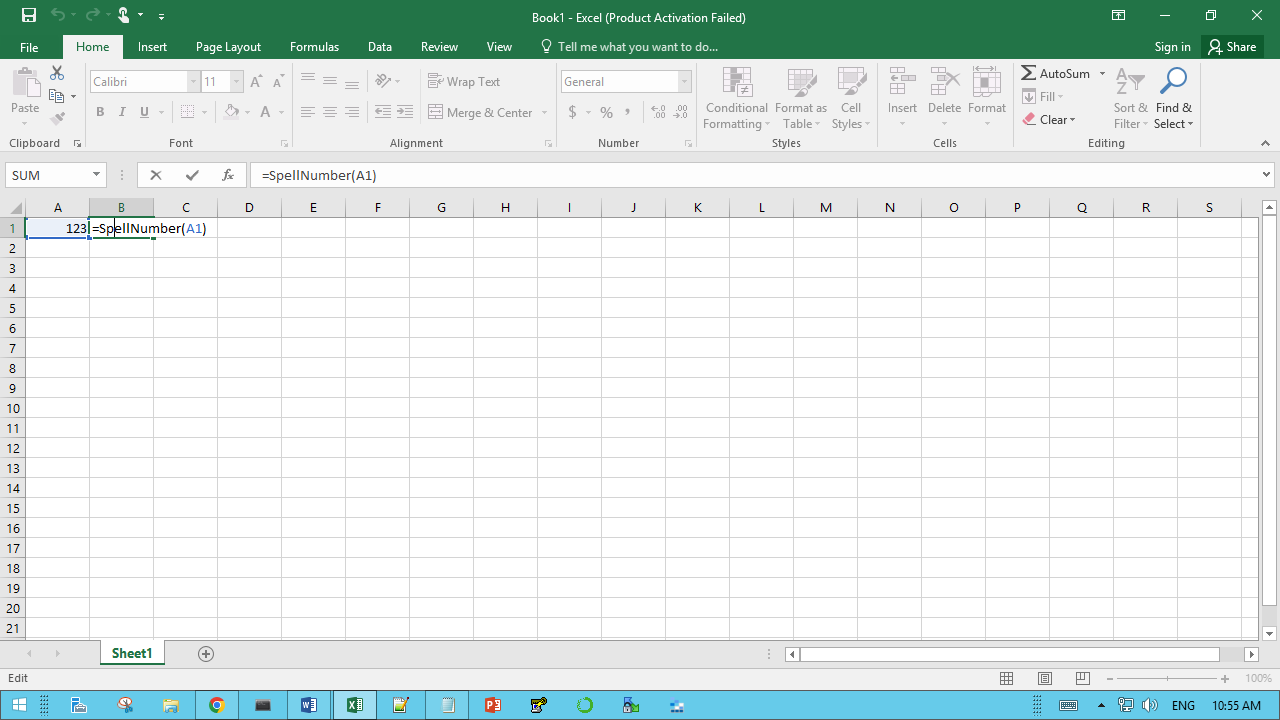 Book1 - Excel (Product Activation Failed)
File Home Insert Page Layout Formulas Data Review View Tell me what you want to do... Sign in Share
Paste
Clipboard
Calibri 11
B I U A
Font
Wrap Text
Merge & Center
Alignment
General
$ % ,
Number
Conditional Formatting
Format as Table
Cell Styles
Styles
Insert Delete Format
Cells
AutoSum
Fill
Clear
Sort & Filter
Find & Select
Editing
SUM fx =SpellNumber(A1)
A B C D E F G H I J K L M N O P Q R S
1 123 =SpellNumber(A1)
2
3
4
5
6
7
8
9
10
11
12
13
14
15
16
17
18
19
20
21
Sheet1
Edit 100%
ENG 10:55 AM